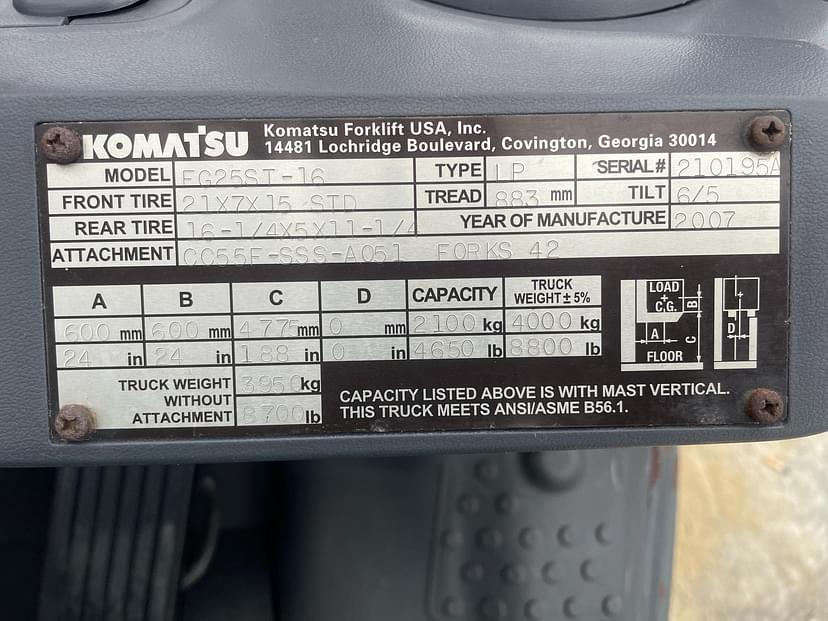 KOMATSU Komatsu Forklift USA, Inc.
14481 Lochridge Boulevard, Covington, Georgia 30014
MODEL FG25ST-16 TYPE LP SERIAL# 210195A
FRONT TIRE 21X7X15 STD TREAD 883 mm TILT 6/5
REAR TIRE 16-1/4X5X11-1/4 YEAR OF MANUFACTURE 2007
ATTACHMENT CC55F-SSS-A051 FORKS 42
A B C D CAPACITY TRUCK WEIGHT ± 5%
600 mm 600 mm 4775 mm 0 mm 2100 kg 4000 kg
24 in 24 in 188 in 0 in 4650 lb 8800 lb
TRUCK WEIGHT WITHOUT ATTACHMENT
3950 kg
8700 lb
LOAD
C.G.
A
B
C
D
FLOOR
CAPACITY LISTED ABOVE IS WITH MAST VERTICAL.
THIS TRUCK MEETS ANSI/ASME B56.1.